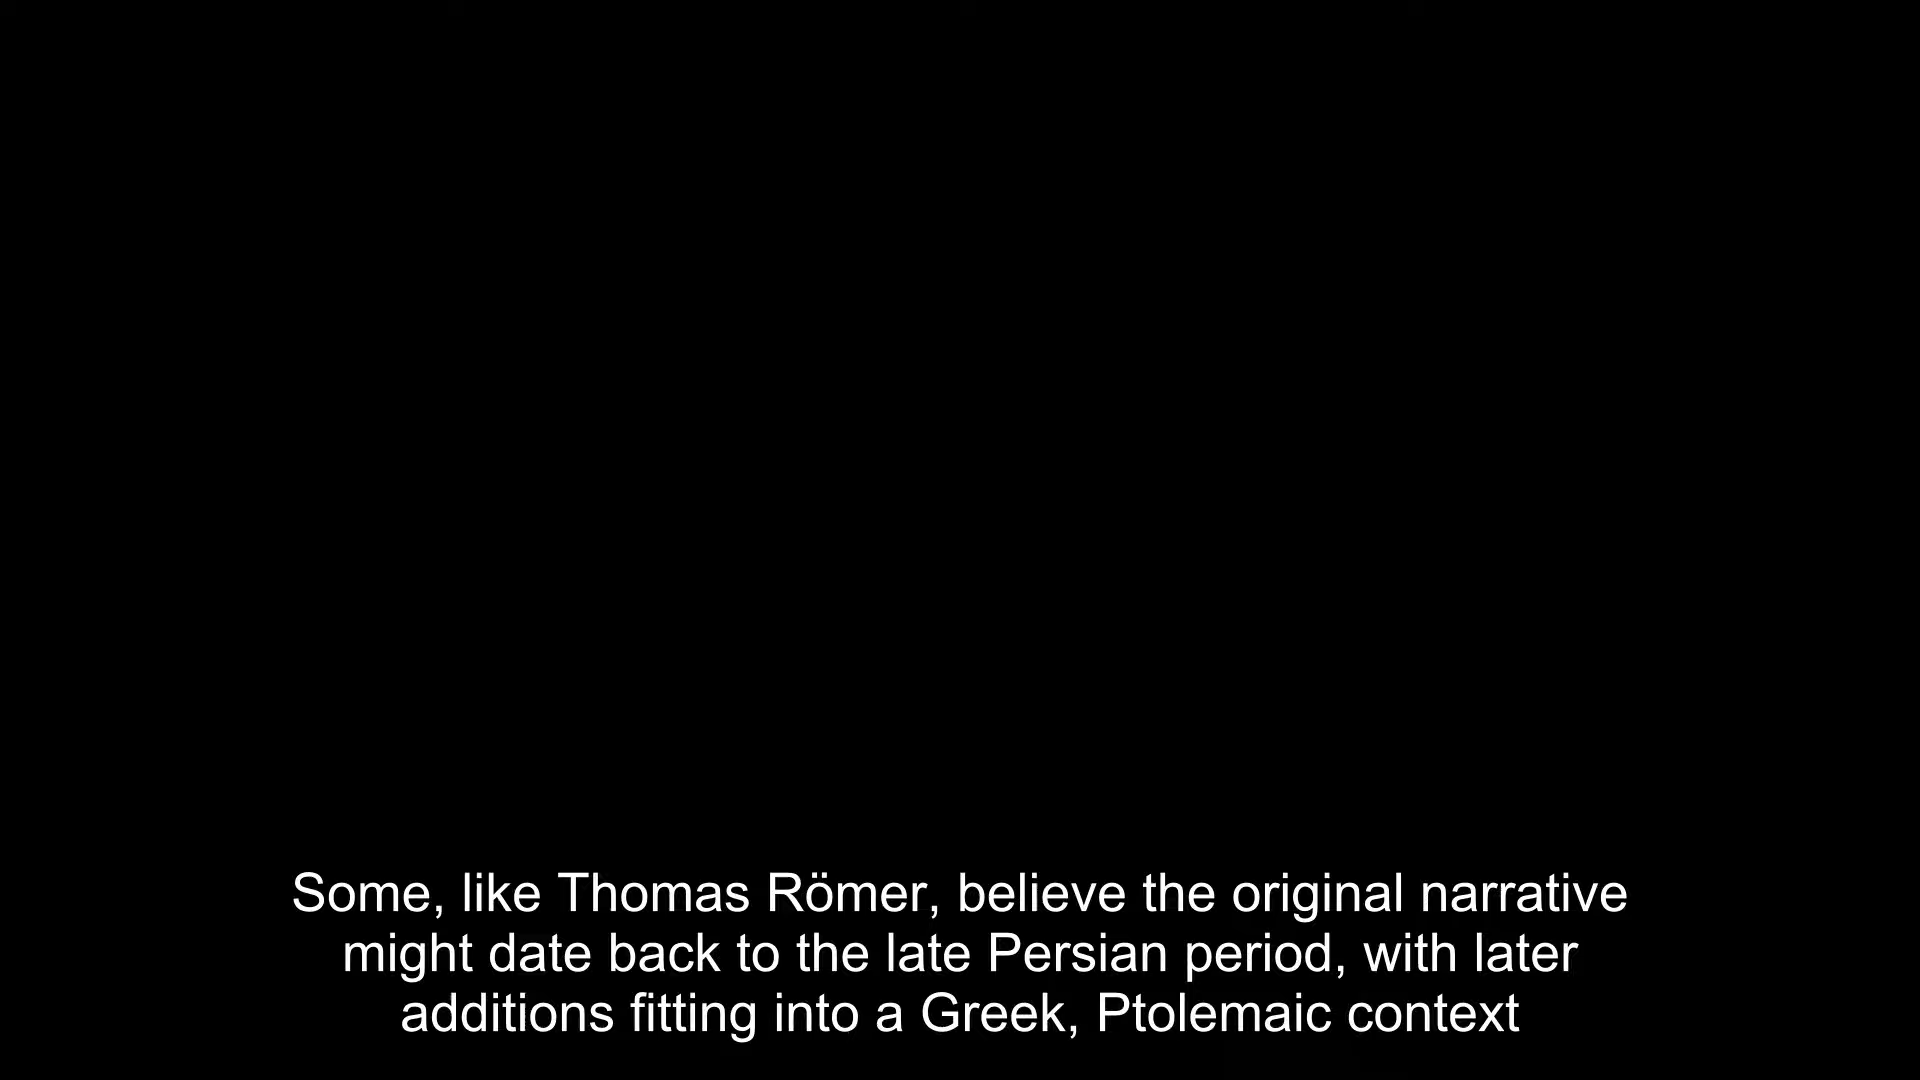 Some, like Thomas Römer, believe the original narrative
might date back to the late Persian period, with later
additions fitting into a Greek, Ptolemaic context